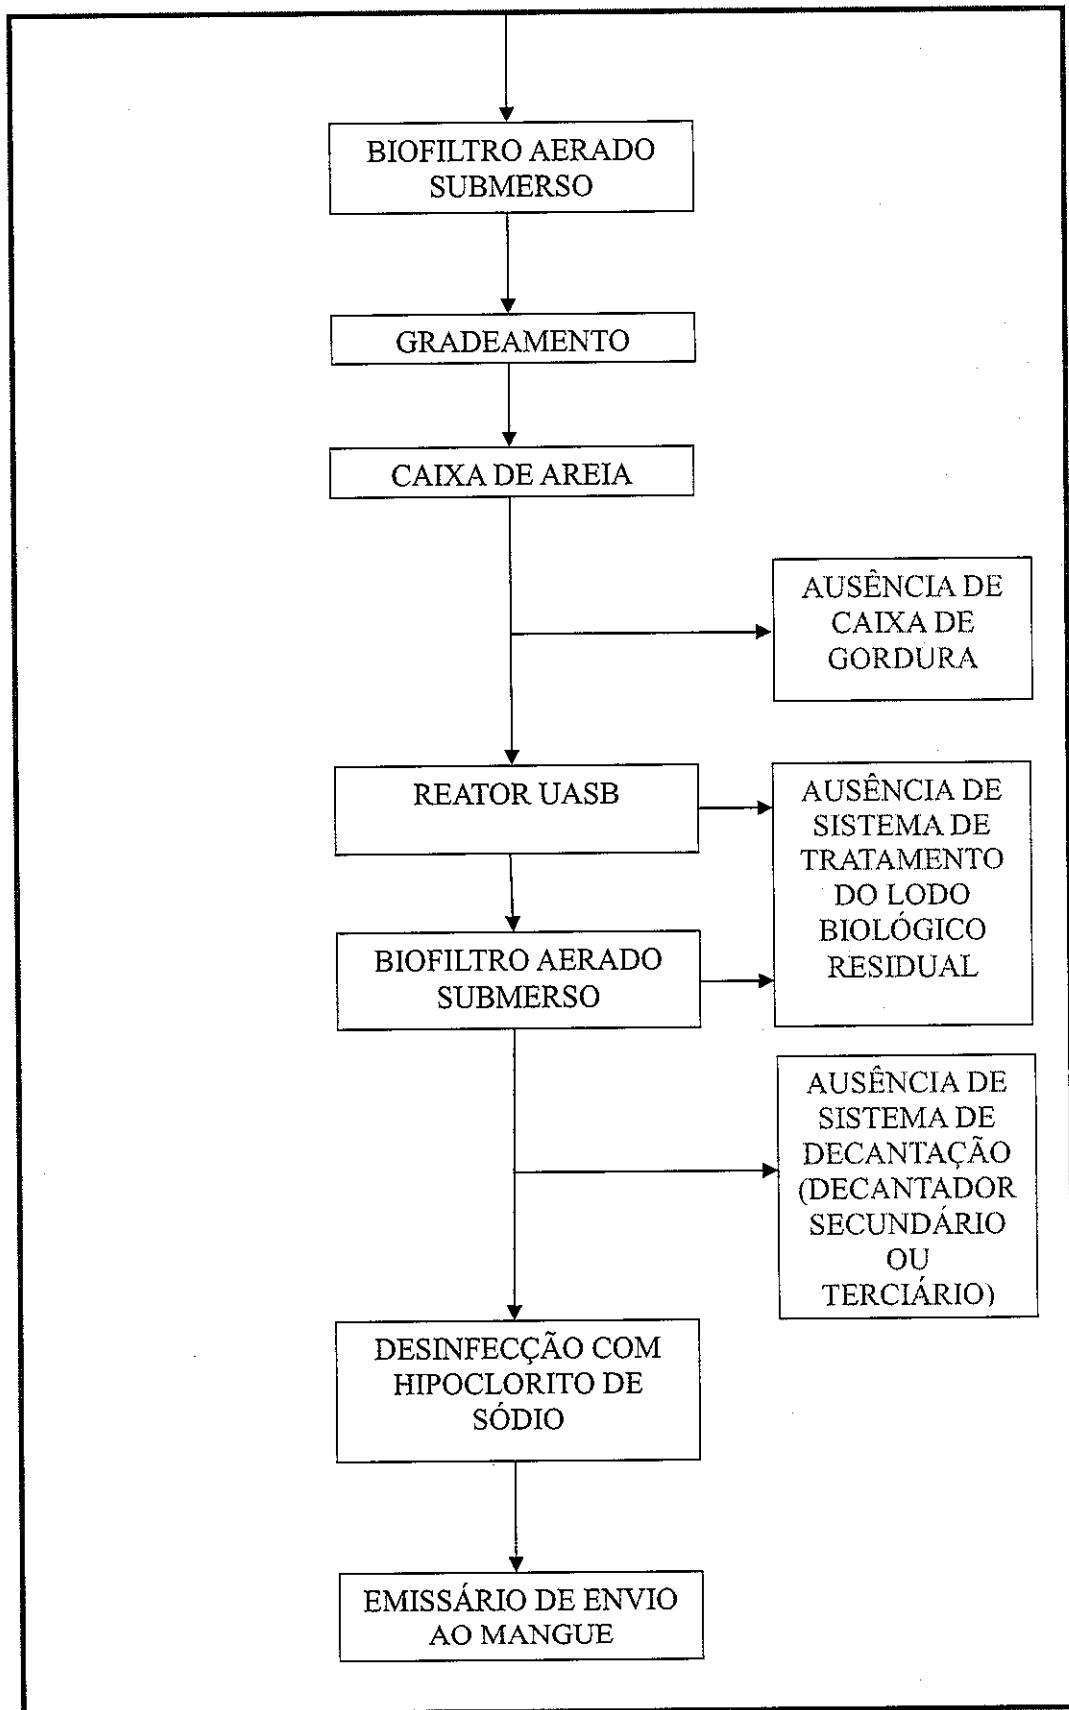 BIOFILTRO AERADO
SUBMERSO
GRADEAMENTO
CAIXA DE AREIA
AUSÊNCIA DE
CAIXA DE
GORDURA
REATOR UASB
AUSÊNCIA DE
SISTEMA DE
TRATAMENTO
DO LODO
BIOLÓGICO
RESIDUAL
BIOFILTRO AERADO
SUBMERSO
AUSÊNCIA DE
SISTEMA DE
DECANTAÇÃO
(DECANTADOR
SECUNDÁRIO
OU
TERCIÁRIO)
DESINFECÇÃO COM
HIPOCLORITO DE
SÓDIO
EMISSÁRIO DE ENVIO
AO MANGUE